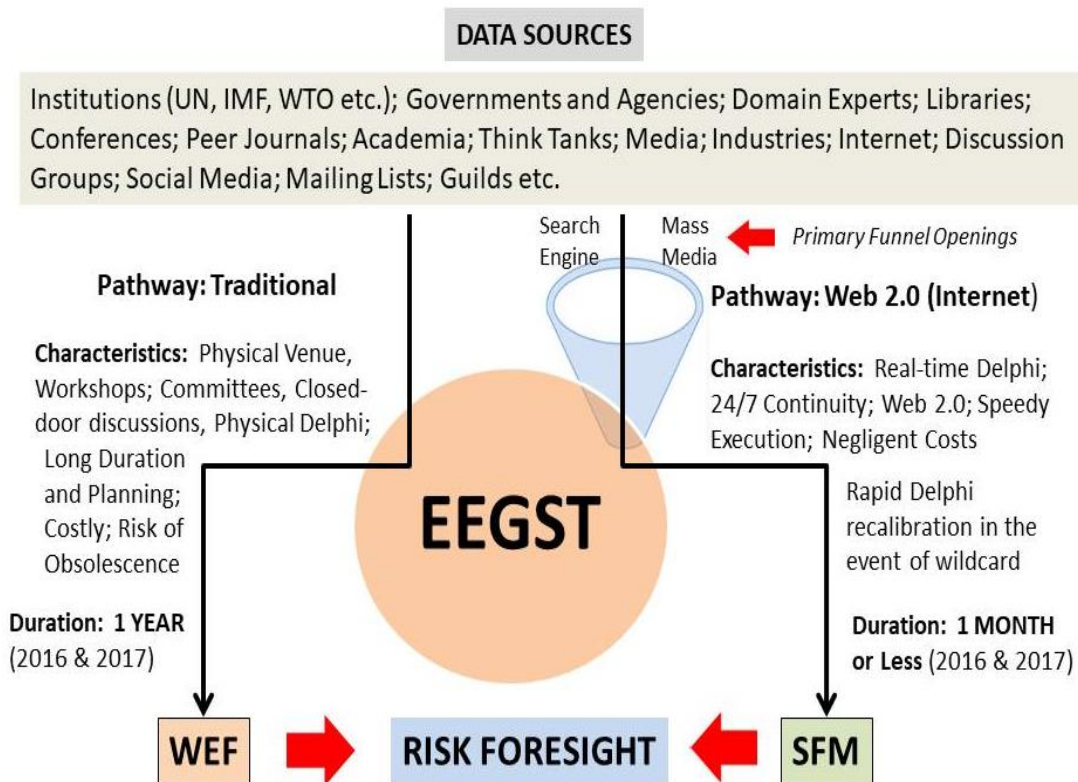 DATA SOURCES
Institutions (UN, IMF, WTO etc.); Governments and Agencies; Domain Experts; Libraries;
Conferences; Peer Journals; Academia; Think Tanks; Media; Industries; Internet; Discussion
Groups; Social Media; Mailing Lists; Guilds etc.
Search
Engine
Mass
Media
Primary Funnel Openings
Pathway: Traditional
Characteristics: Physical Venue,
Workshops; Committees, Closed-
door discussions, Physical Delphi;
Long Duration
and Planning;
Costly; Risk of
Obsolescence
Duration: 1 YEAR
(2016 & 2017)
Pathway: Web 2.0 (Internet)
Characteristics: Real-time Delphi;
24/7 Continuity; Web 2.0; Speedy
Execution; Negligent Costs
Rapid Delphi
recalibration in the
event of wildcard
Duration: 1 MONTH
or Less (2016 & 2017)
EEGST
WEF
RISK FORESIGHT
SFM